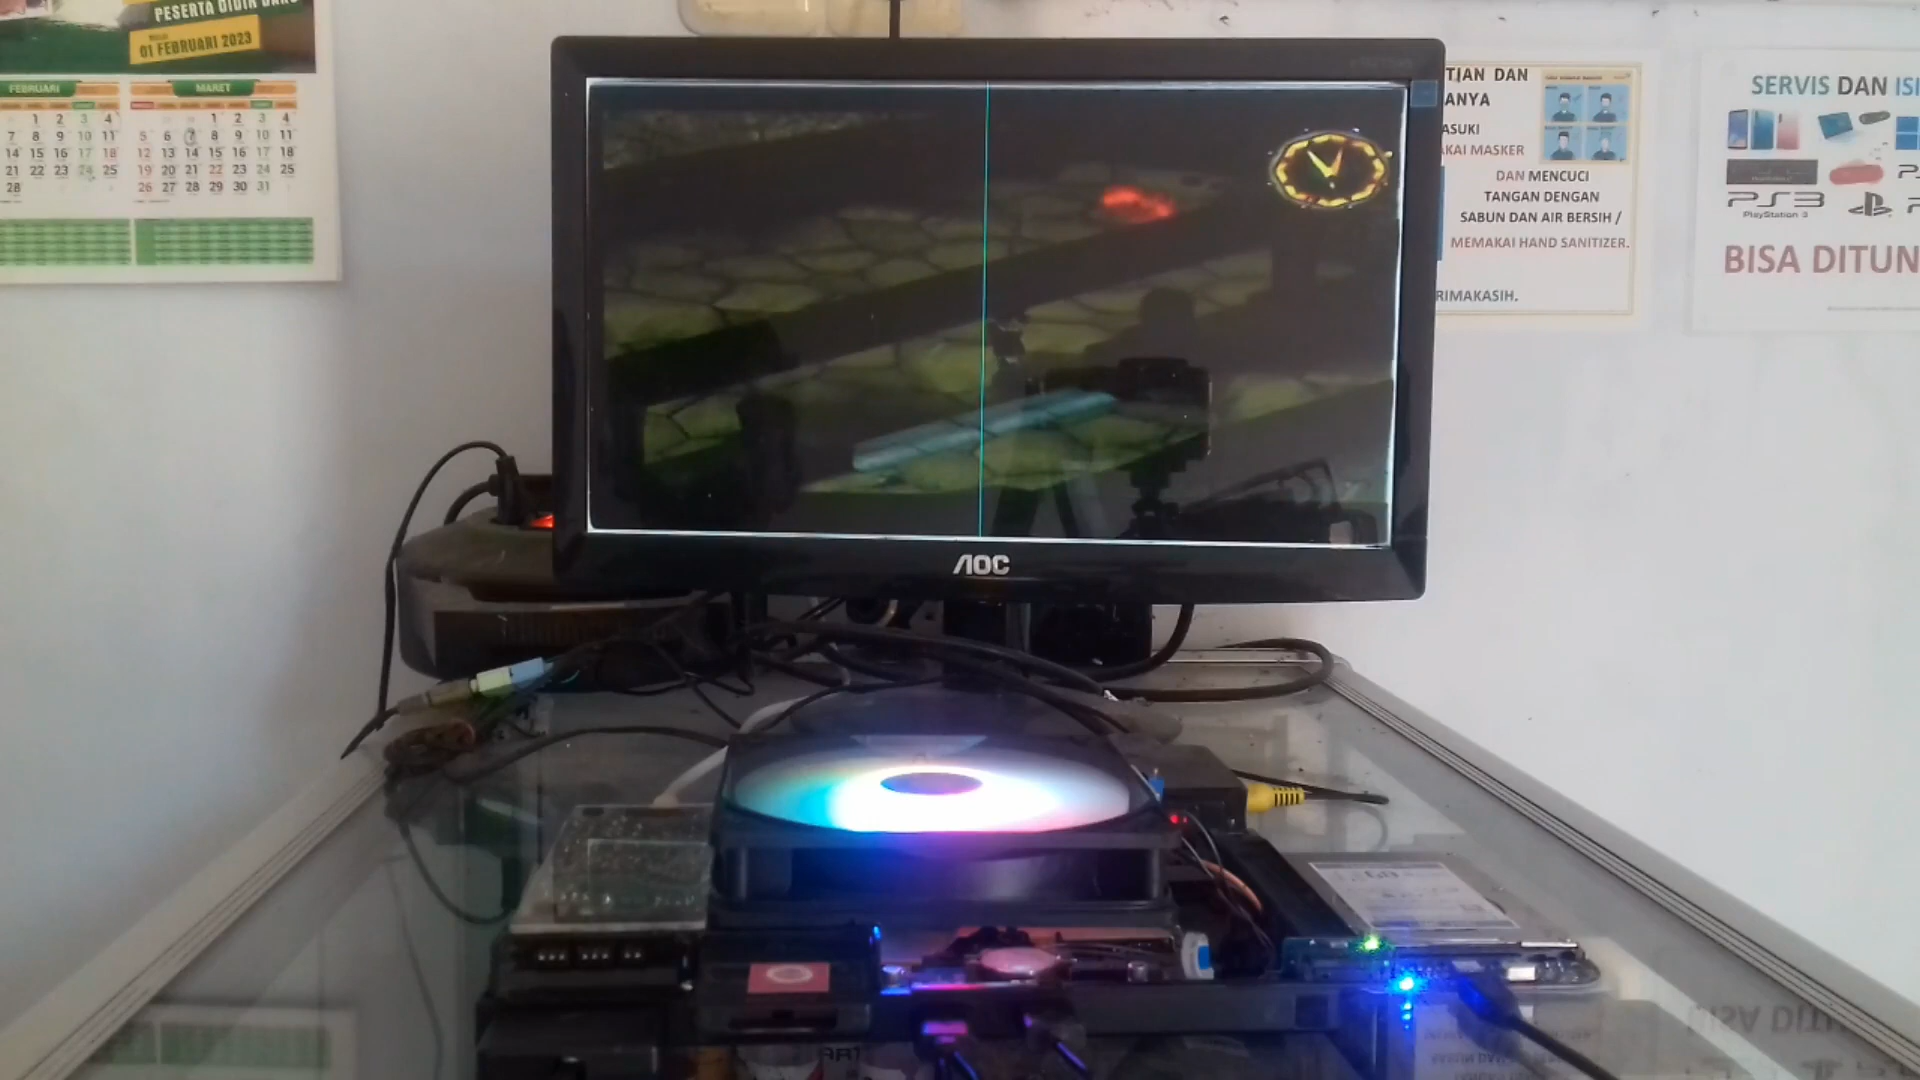 PESERTA DIDIK BARU
MULAI
01 FEBRUARI 2023
FEBRUARI
1 2 3 4
7 8 9 10 11
14 15 16 17 18
21 22 23 24 25
28
MARET
1 2 3 4
5 6 7 8 9 10 11
12 13 14 15 16 17 18
19 20 21 22 23 24 25
26 27 28 29 30 31
AOC
TIAN DAN
ANYA
ASUKI
AKAI MASKER
DAN MENCUCI
TANGAN DENGAN
SABUN DAN AIR BERSIH /
MEMAKAI HAND SANITIZER.
RIMAKASIH.
SERVIS DAN ISI
PS3
PlayStation 3
BISA DITUN